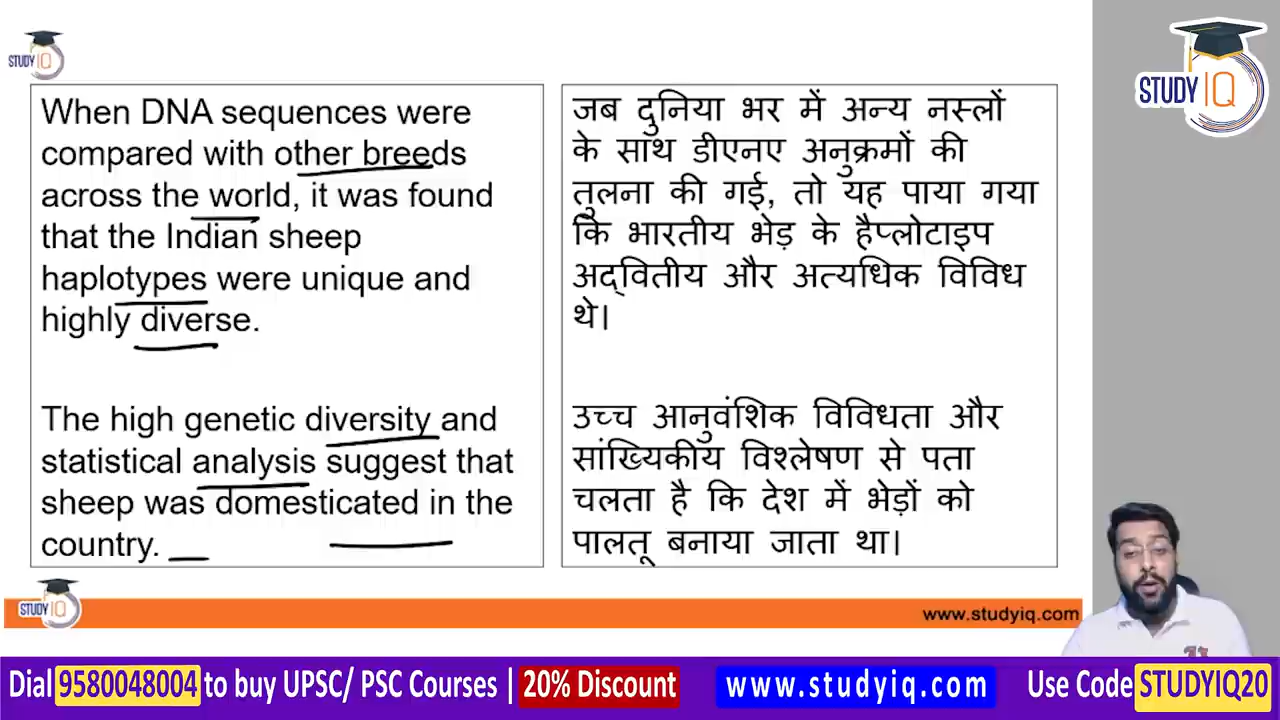 STUDY IQ
STUDY IQ
When DNA sequences were
compared with other breeds
across the world, it was found
that the Indian sheep
haplotypes were unique and
highly diverse.
The high genetic diversity and
statistical analysis suggest that
sheep was domesticated in the
country.
जब दुनिया भर में अन्य नस्लों
के साथ डीएनए अनुक्रमों की
तुलना की गई, तो यह पाया गया
कि भारतीय भेड़ के हैप्लोटाइप
अद्वितीय और अत्यधिक विविध
थे।
उच्च आनुवंशिक विविधता और
सांख्यिकीय विश्लेषण से पता
चलता है कि देश में भेड़ों को
पालतू बनाया जाता था।
STUDY IQ
www.studyiq.com
Dial 9580048004 to buy UPSC/ PSC Courses | 20% Discount www.studyiq.com Use Code STUDYIQ20